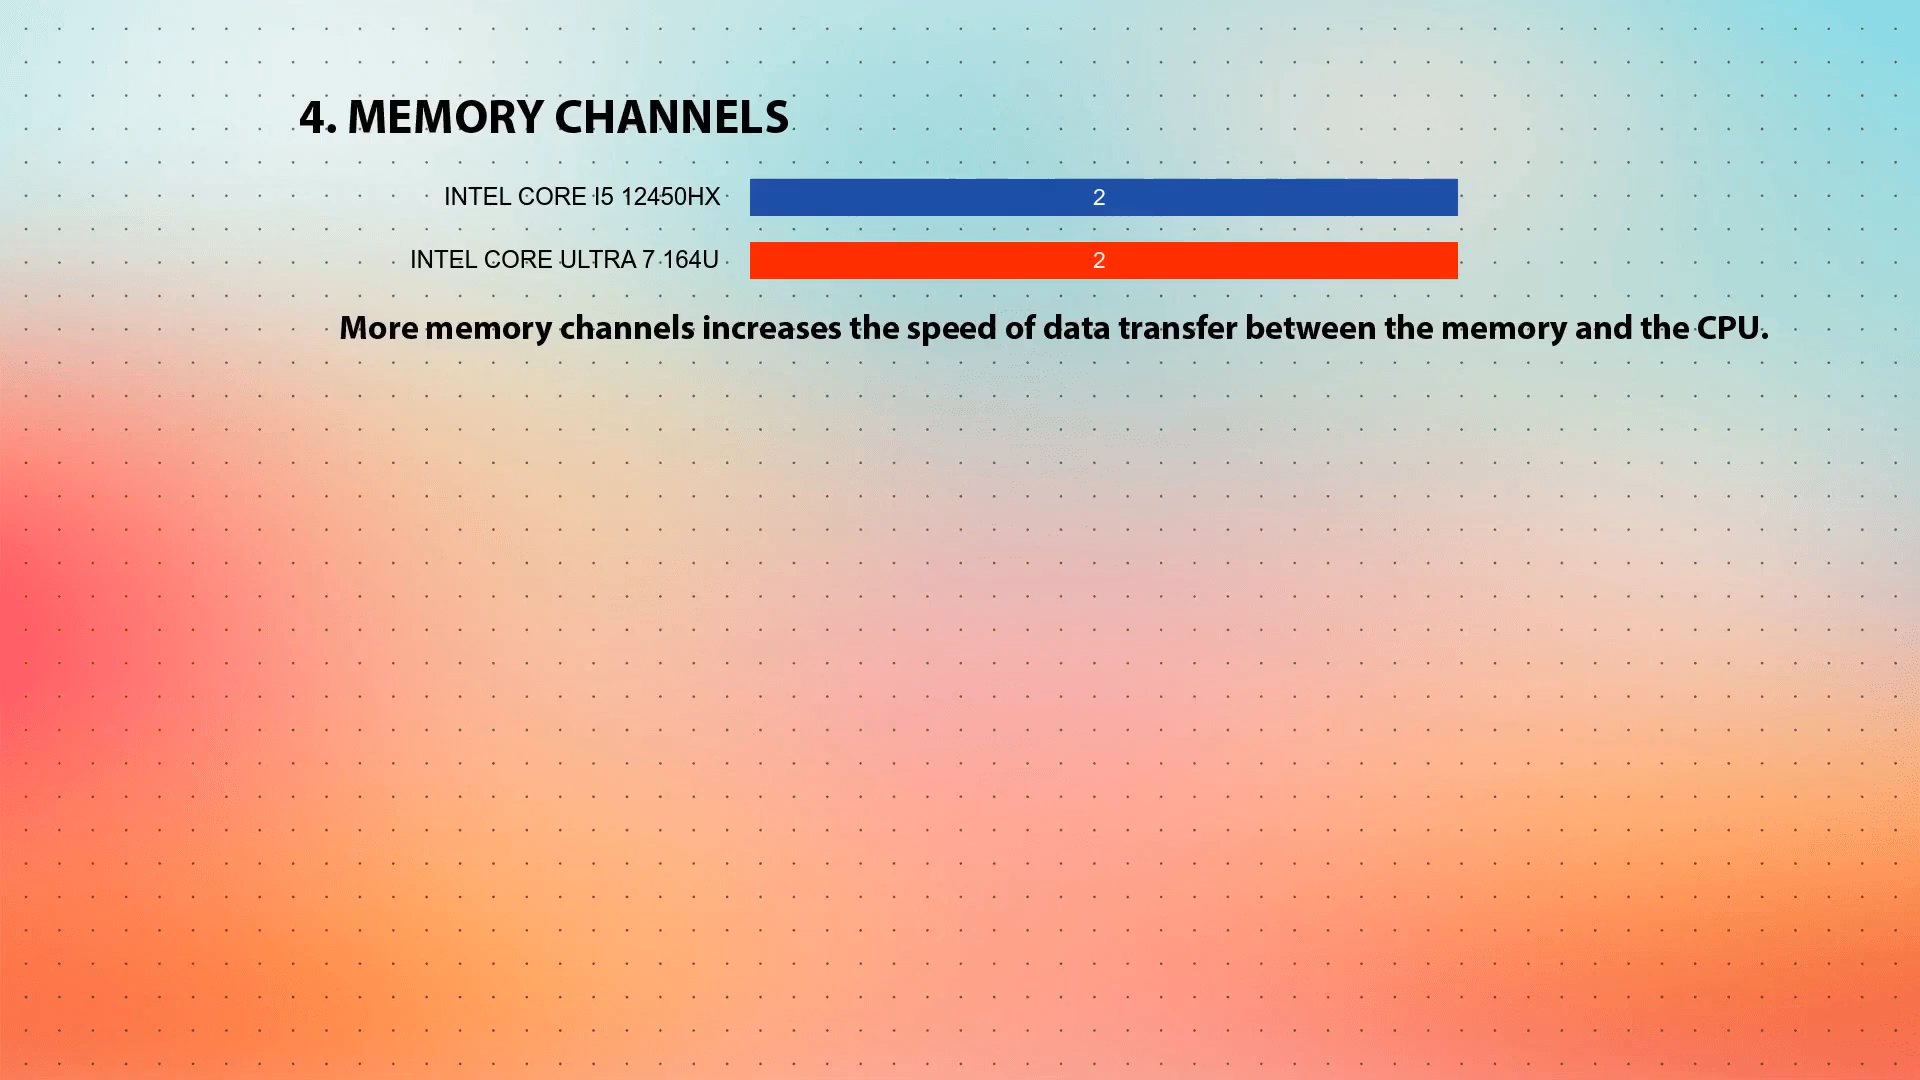 4. MEMORY CHANNELS
INTEL CORE I5 12450HX 2
INTEL CORE ULTRA 7 164U 2
More memory channels increases the speed of data transfer between the memory and the CPU.